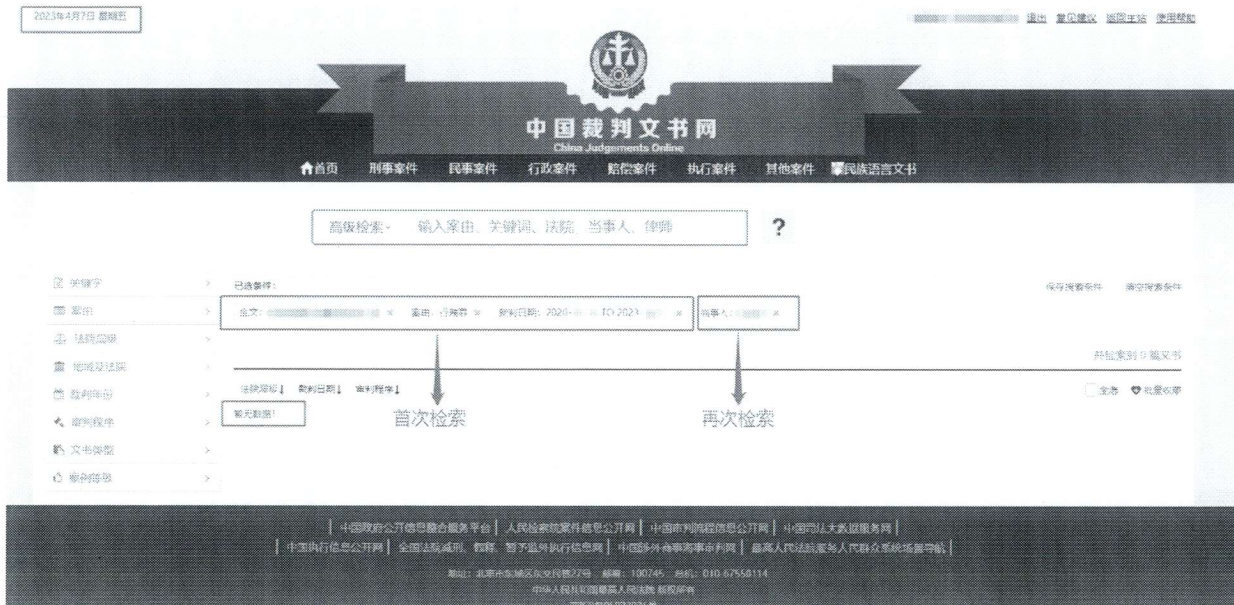 2023年4月7日 星期五
退出 意见建议 返回主站 使用帮助
中国裁判文书网
China Judgements Online
首页 刑事案件 民事案件 行政案件 赔偿案件 执行案件 其他案件 民族语言文书
高级检索 输入案由、关键词、法院、当事人、律师 ?
关键字
已选条件:
保存搜索条件 清空搜索条件
案由
全文: × 案由: × 裁判日期: 2020- TO 2023- × 当事人: ×
法院层级
共检索到 0 篇文书
地域及法院
法院层级↓ 裁判日期↓ 审判程序↓
全选 批量收藏
裁判年份
暂无数据!
首次检索 再次检索
审判程序
文书类型
案例等级
中国政府公开信息整合服务平台 | 人民检察院案件信息公开网 | 中国审判流程信息公开网 | 中国司法大数据服务网 |
中国执行信息公开网 | 全国法院减刑、假释、暂予监外执行信息网 | 中国涉外商事海事审判网 | 最高人民法院服务人民群众系统场景导航 |
地址: 北京市东城区东交民巷27号 邮编: 100745 总机: 010-67550114
中华人民共和国最高人民法院 版权所有